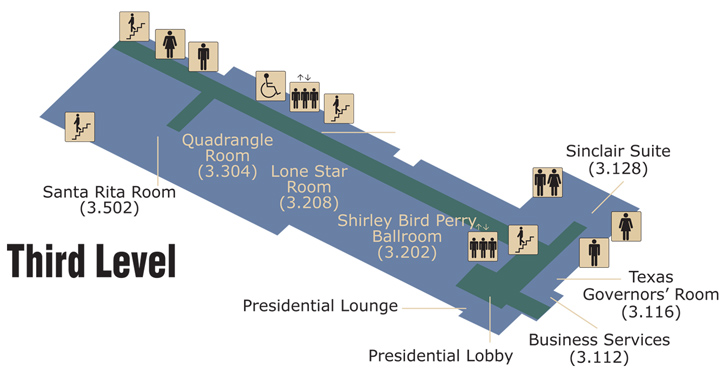 Quadrangle
Room
(3.304)
Lone Star
Room
(3.208)
Sinclair Suite
(3.128)
Santa Rita Room
(3.502)
Shirley Bird Perry
Ballroom
(3.202)
Third Level
Texas
Governors’ Room
(3.116)
Presidential Lounge
Business Services
(3.112)
Presidential Lobby